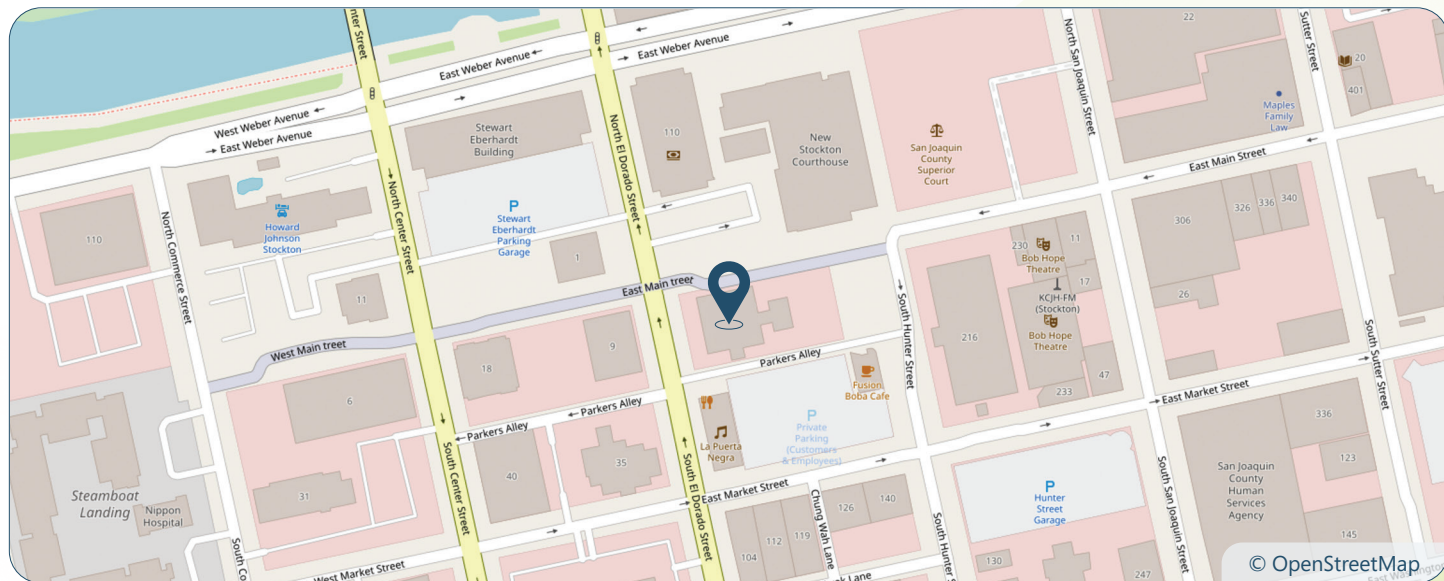 nter Street
East Weber Avenue
East Weber Avenue
West Weber Avenue
East Weber Avenue
Stewart
Eberhardt
Building
North El Dorado Street
110
New
Stockton
Courthouse
San Joaquin
County
Superior
Court
North San Joaquin Street
22
Sutter Street
20
401
Maples
Family
Law
East Main Street
110
North Commerce Street
Howard
Johnson
Stockton
North Center Street
P
Stewart
Eberhardt
Parking
Garage
1
11
East Main treet
West Main treet
230
11
Bob Hope
Theatre
17
KCJH-FM
(Stockton)
Bob Hope
Theatre
306
326
336
340
26
216
South Hunter Street
47
233
6
18
9
Parkers Alley
Parkers Alley
Parkers Alley
Fusion
Boba Cafe
P
Private
Parking
(Customers
& Employees)
La Puerta
Negra
East Market Street
South Sutter Street
31
40
35
South Center Street
South El Dorado Street
East Market Street
Steamboat
Landing
Nippon
Hospital
South Co
West Market Street
104
112
119
Chung Wah Lane
126
140
South Hunter S
P
Hunter
Street
Garage
130
247
South San Joaquin Street
San Joaquin
County
Human
Services
Agency
336
123
145
© OpenStreetMap